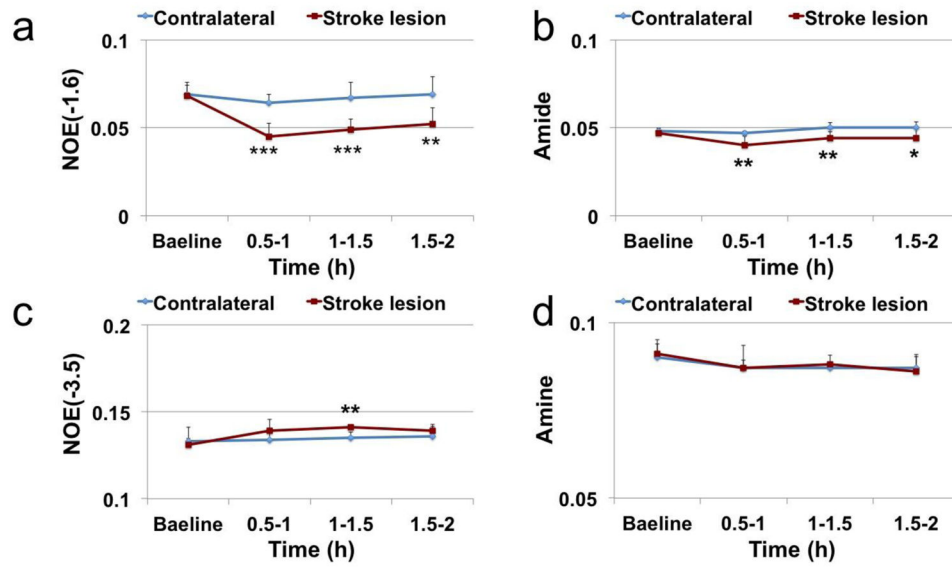 a
Contralateral Stroke lesion
NOE(-1.6)
0.1
0.05
0
*** *** **
Baeline 0.5-1 1-1.5 1.5-2
Time (h)
b
Contralateral Stroke lesion
Amide
0.1
0.05
0
** ** *
Baeline 0.5-1 1-1.5 1.5-2
Time (h)
c
Contralateral Stroke lesion
NOE(-3.5)
0.2
0.15
0.1
**
Baeline 0.5-1 1-1.5 1.5-2
Time (h)
d
Contralateral Stroke lesion
Amine
0.1
0.05
Baeline 0.5-1 1-1.5 1.5-2
Time (h)